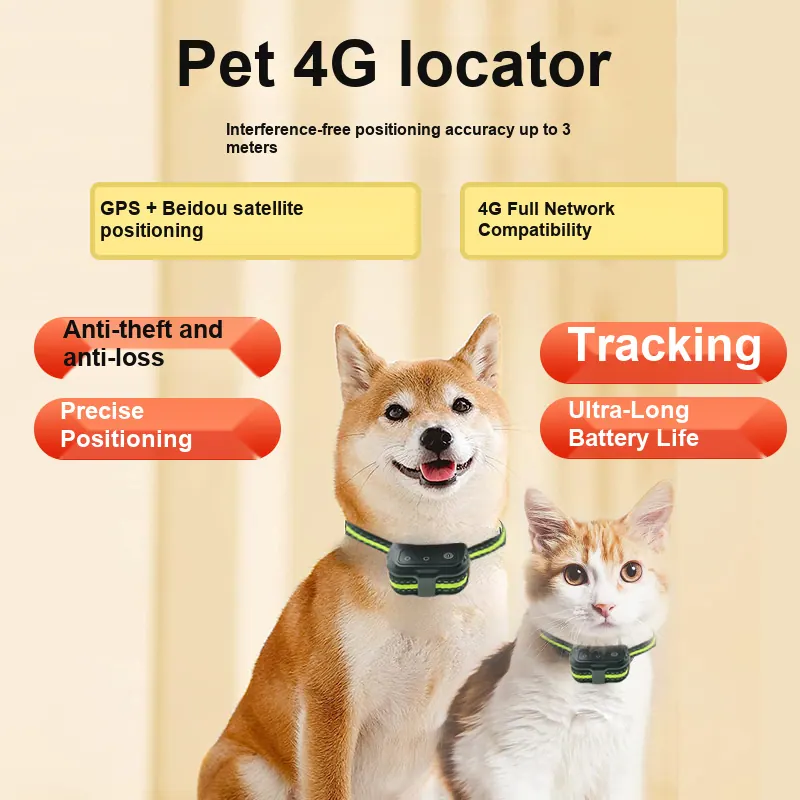 Pet 4G locator
Interference-free positioning accuracy up to 3
meters
GPS + Beidou satellite
positioning
4G Full Network
Compatibility
Anti-theft and
anti-loss
Tracking
Precise
Positioning
Ultra-Long
Battery Life